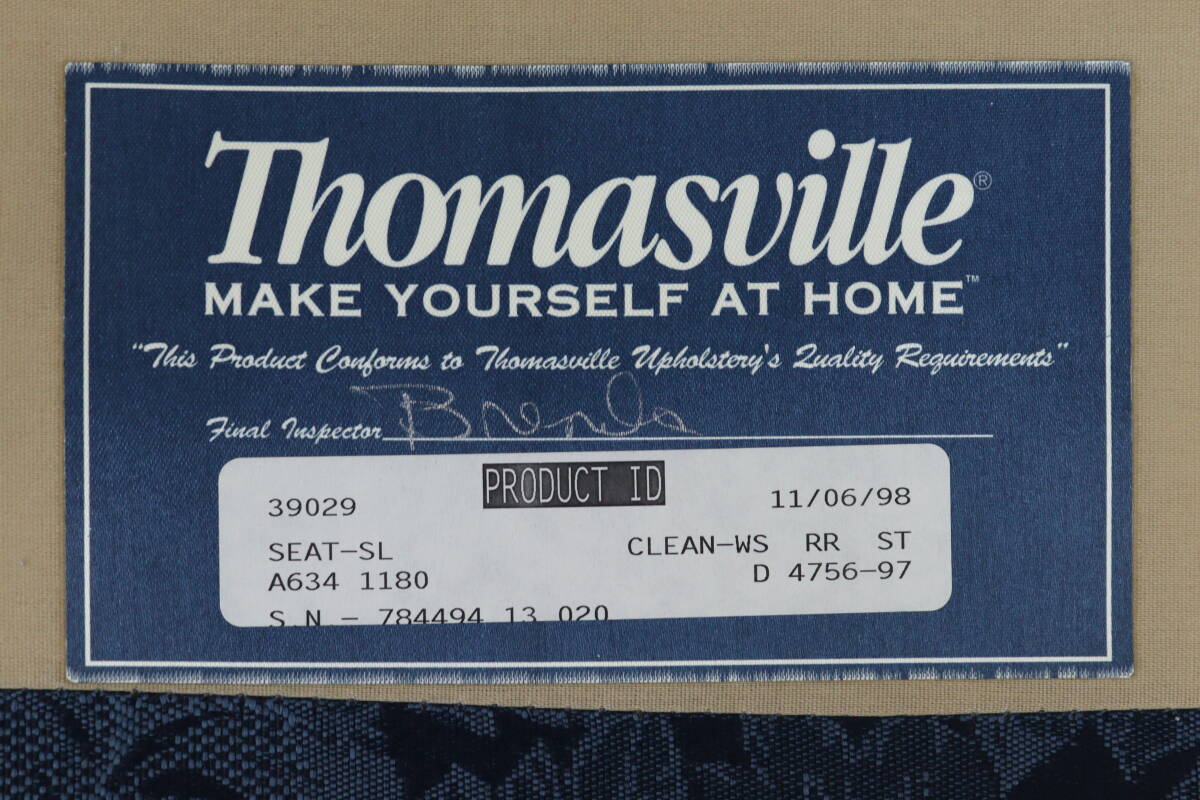 Thomasville®
MAKE YOURSELF AT HOME™
"This Product Conforms to Thomasville Upholstery's Quality Requirements"
Final Inspector Brenda
PRODUCT ID
39029 11/06/98
SEAT-SL CLEAN-WS RR ST
A634 1180 D 4756-97
S.N - 784494 13 020